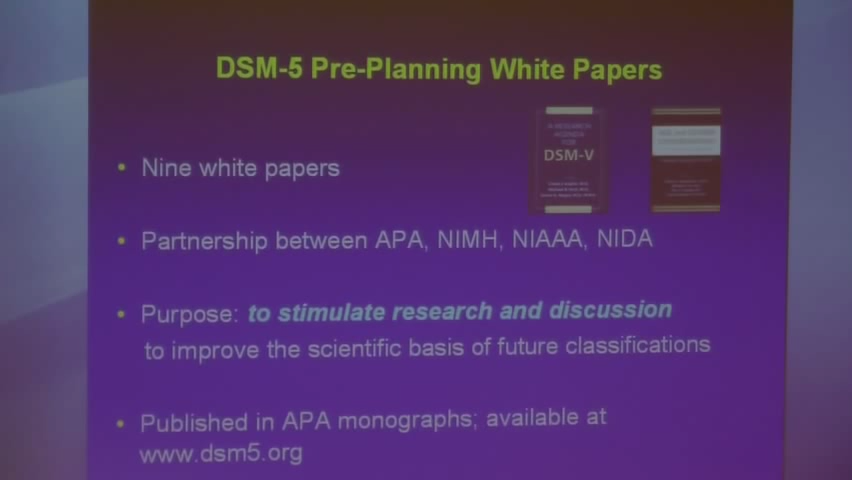 DSM-5 Pre-Planning White Papers
A RESEARCH
AGENDA
FOR
DSM-V
• Nine white papers
• Partnership between APA, NIMH, NIAAA, NIDA
• Purpose: to stimulate research and discussion
to improve the scientific basis of future classifications
• Published in APA monographs; available at
www.dsm5.org